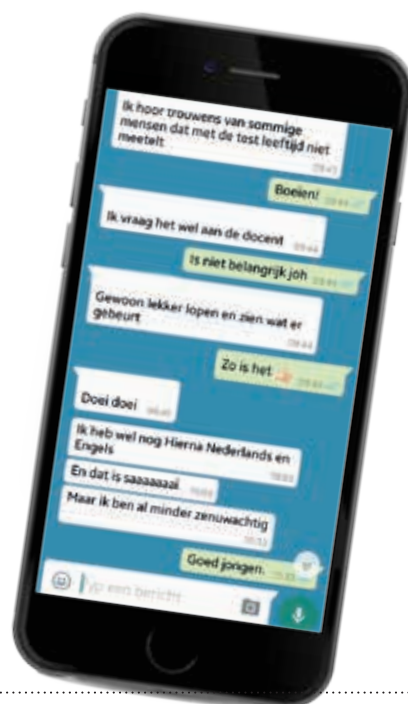 Ik hoor trouwens van sommige
mensen dat met de test leeftijd niet
meetelt
Boeien!
Ik vraag het wel aan de docent
Is niet belangrijk joh
Gewoon lekker lopen en zien wat er
gebeurt
Zo is het
Doei doei
Ik heb wel nog Hierna Nederlands en
Engels
En dat is saaaaaaai
Maar ik ben al minder zenuwachtig
Goed jongen.
Typ een bericht